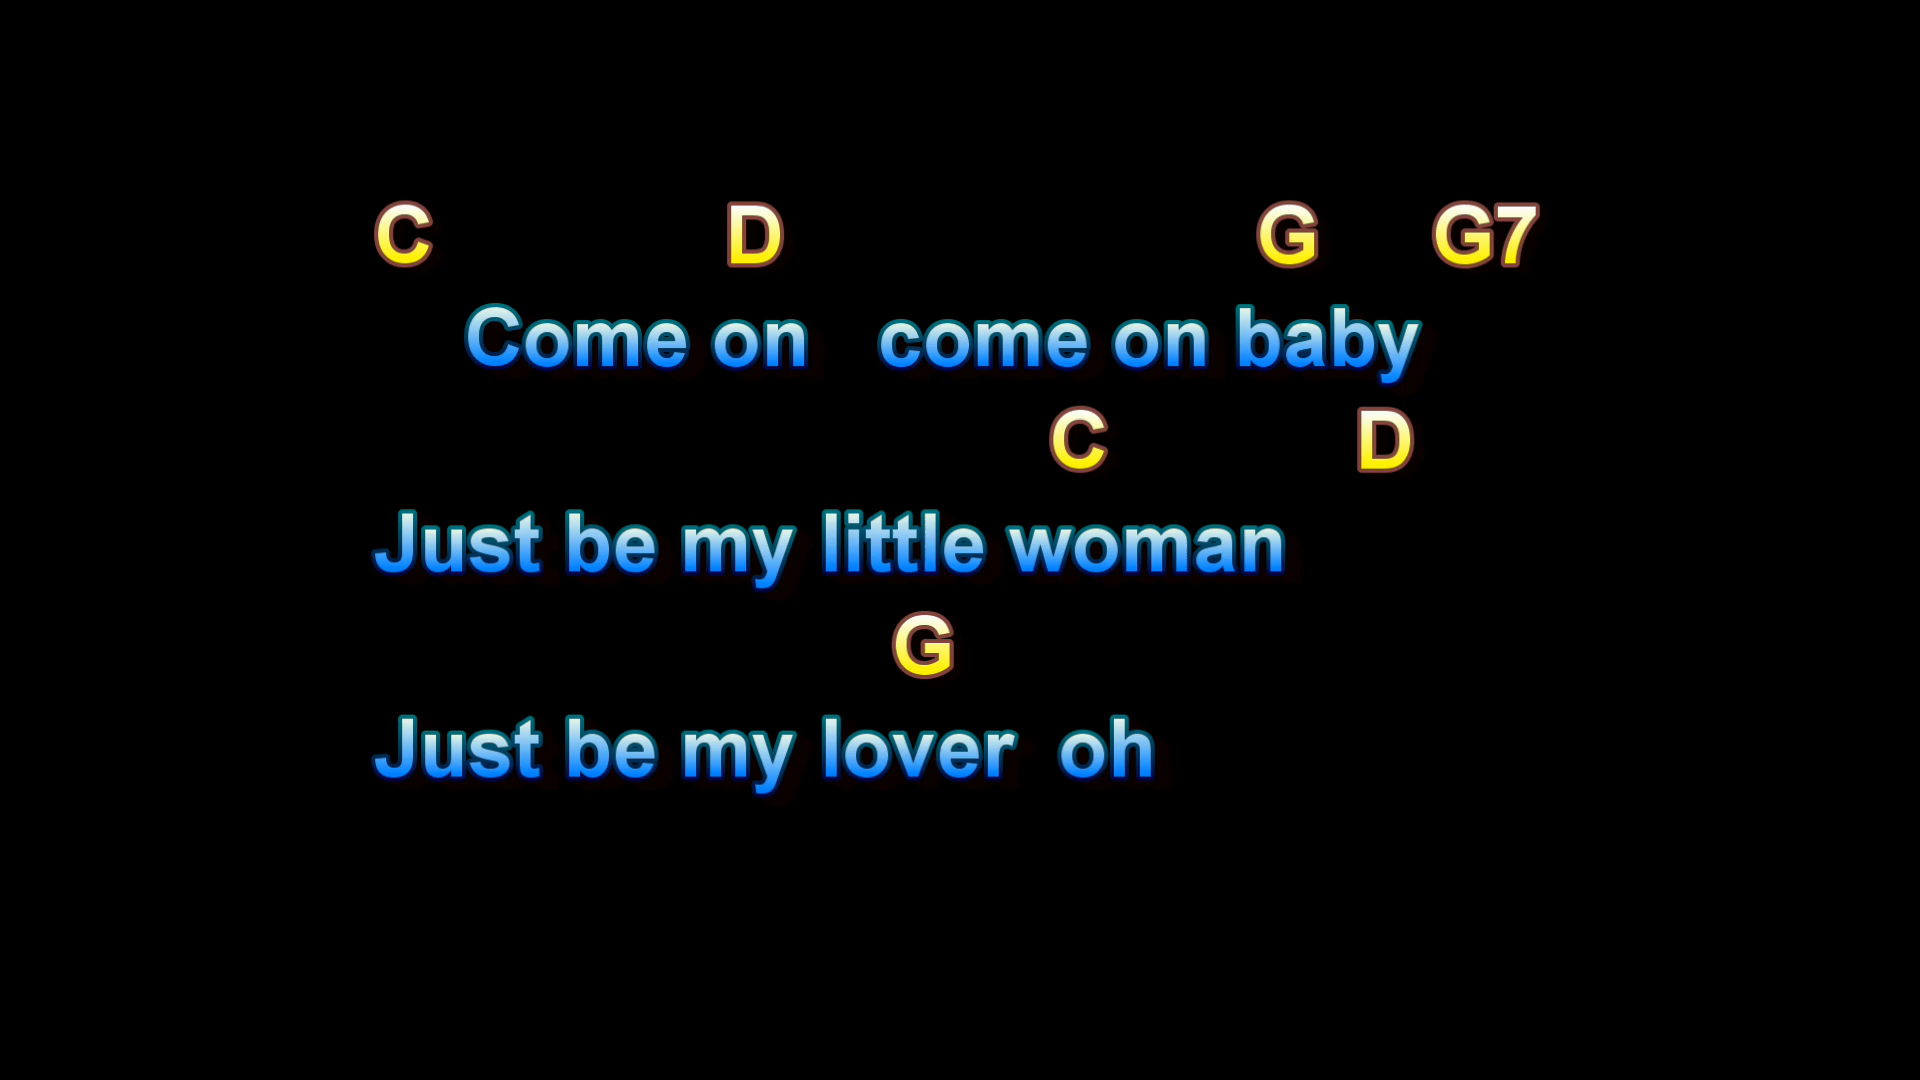 C D G G7
Come on come on baby
C D
Just be my little woman
G
Just be my lover oh